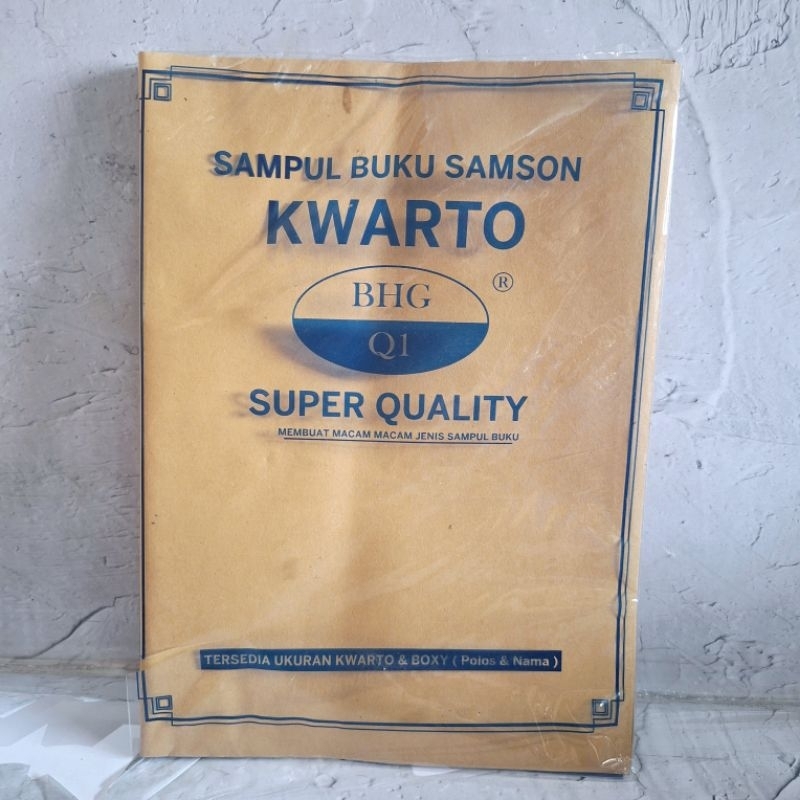 SAMPUL BUKU SAMSON
KWARTO
BHG
®
Q1
SUPER QUALITY
MEMBUAT MACAM MACAM JENIS SAMPUL BUKU
TERSEDIA UKURAN KWARTO & BOXY ( Polos & Nama )